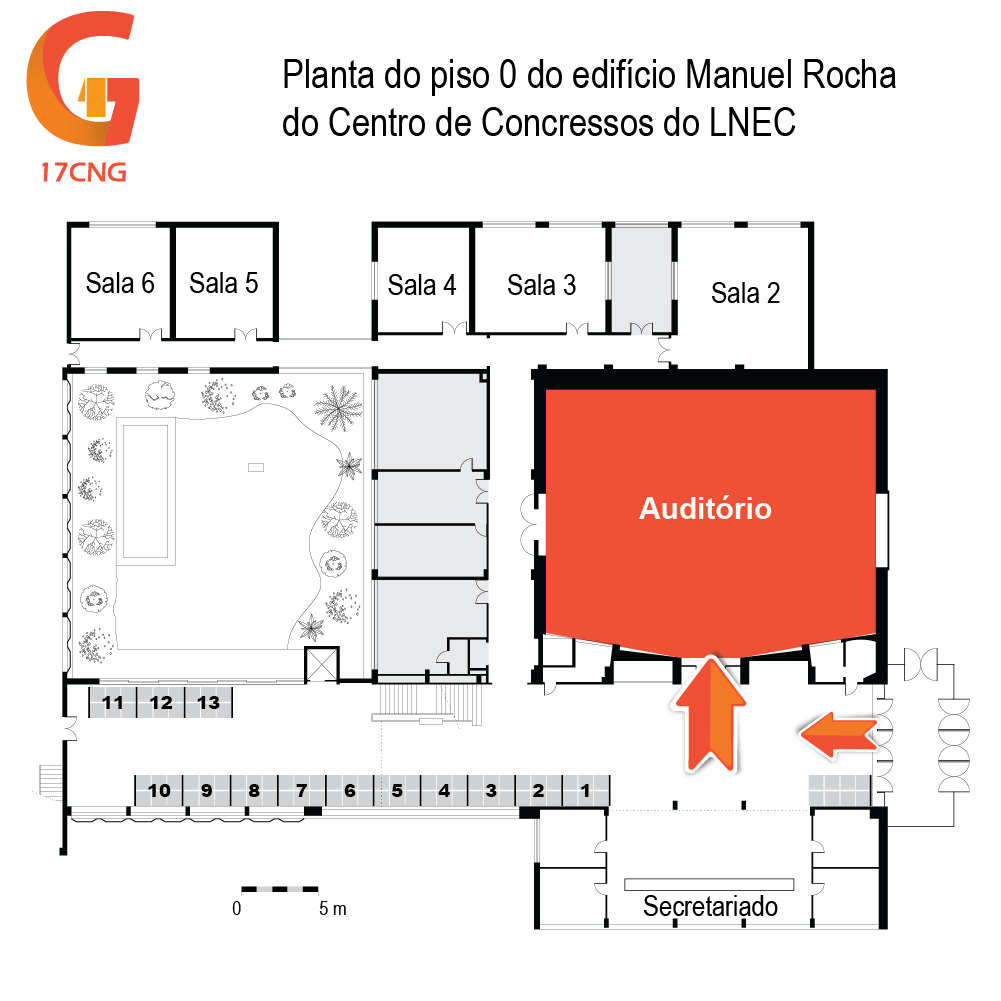 17CNG
Planta do piso 0 do edifício Manuel Rocha
do Centro de Concressos do LNEC
Sala 6
Sala 5
Sala 4
Sala 3
Sala 2
Auditório
11 12 13
10 9 8 7 6 5 4 3 2 1
Secretariado
0 5 m